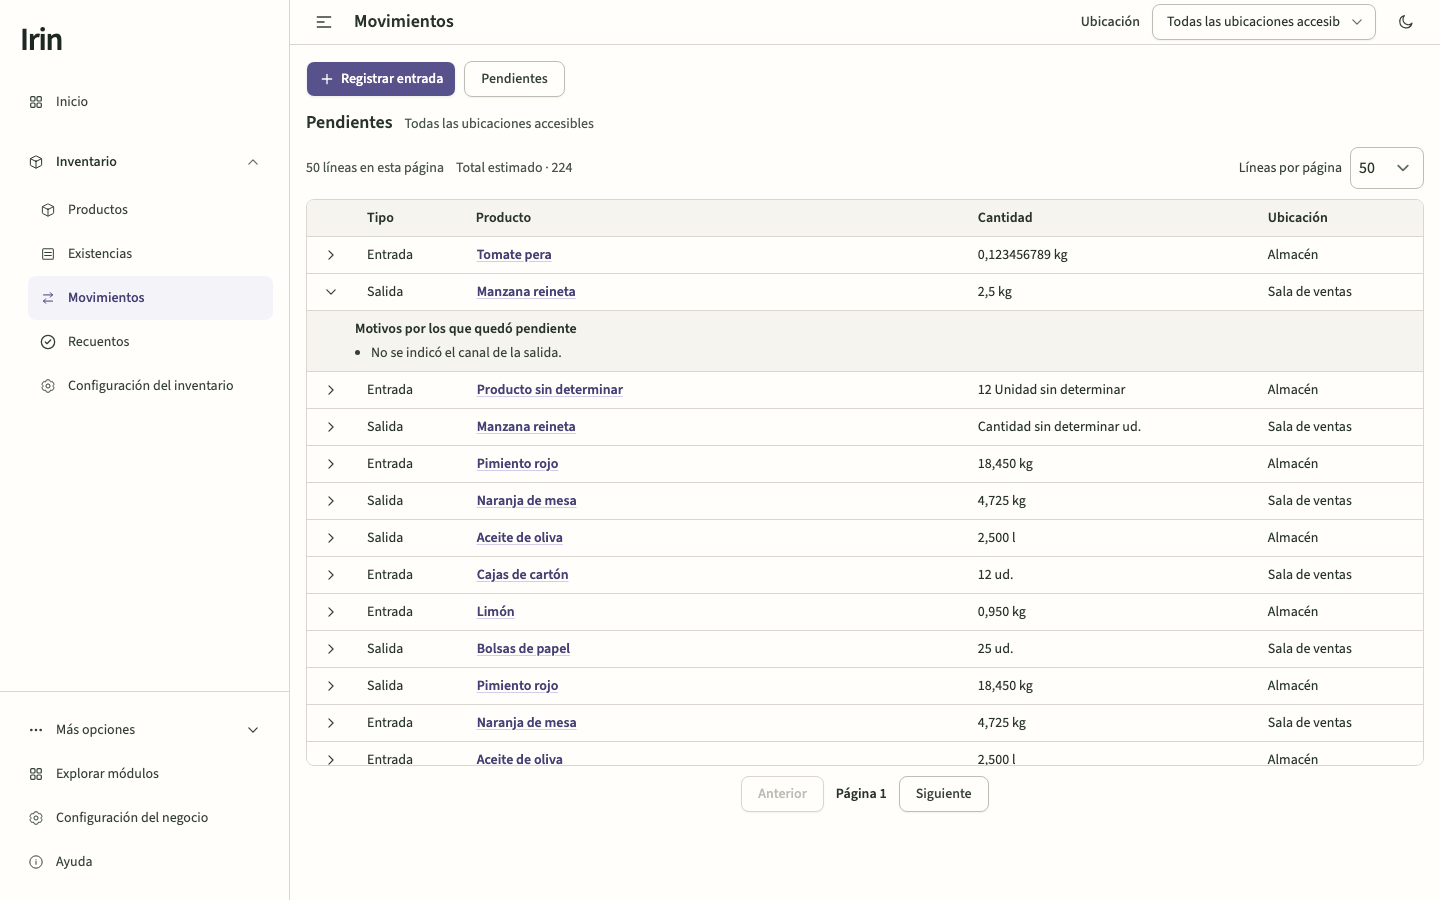 Irin
Inicio
Inventario
Productos
Existencias
Movimientos
Recuentos
Configuración del inventario
Más opciones
Explorar módulos
Configuración del negocio
Ayuda
Movimientos
Ubicación Todas las ubicaciones accesib
Registrar entrada Pendientes
Pendientes Todas las ubicaciones accesibles
50 líneas en esta página Total estimado · 224 Líneas por página 50
Tipo Producto Cantidad Ubicación
Entrada Tomate pera 0,123456789 kg Almacén
Salida Manzana reineta 2,5 kg Sala de ventas
Motivos por los que quedó pendiente
No se indicó el canal de la salida.
Entrada Producto sin determinar 12 Unidad sin determinar Almacén
Salida Manzana reineta Cantidad sin determinar ud. Sala de ventas
Entrada Pimiento rojo 18,450 kg Almacén
Salida Naranja de mesa 4,725 kg Sala de ventas
Salida Aceite de oliva 2,500 l Almacén
Entrada Cajas de cartón 12 ud. Sala de ventas
Entrada Limón 0,950 kg Almacén
Salida Bolsas de papel 25 ud. Sala de ventas
Salida Pimiento rojo 18,450 kg Almacén
Entrada Naranja de mesa 4,725 kg Sala de ventas
Entrada Aceite de oliva 2,500 l Almacén
Anterior Página 1 Siguiente